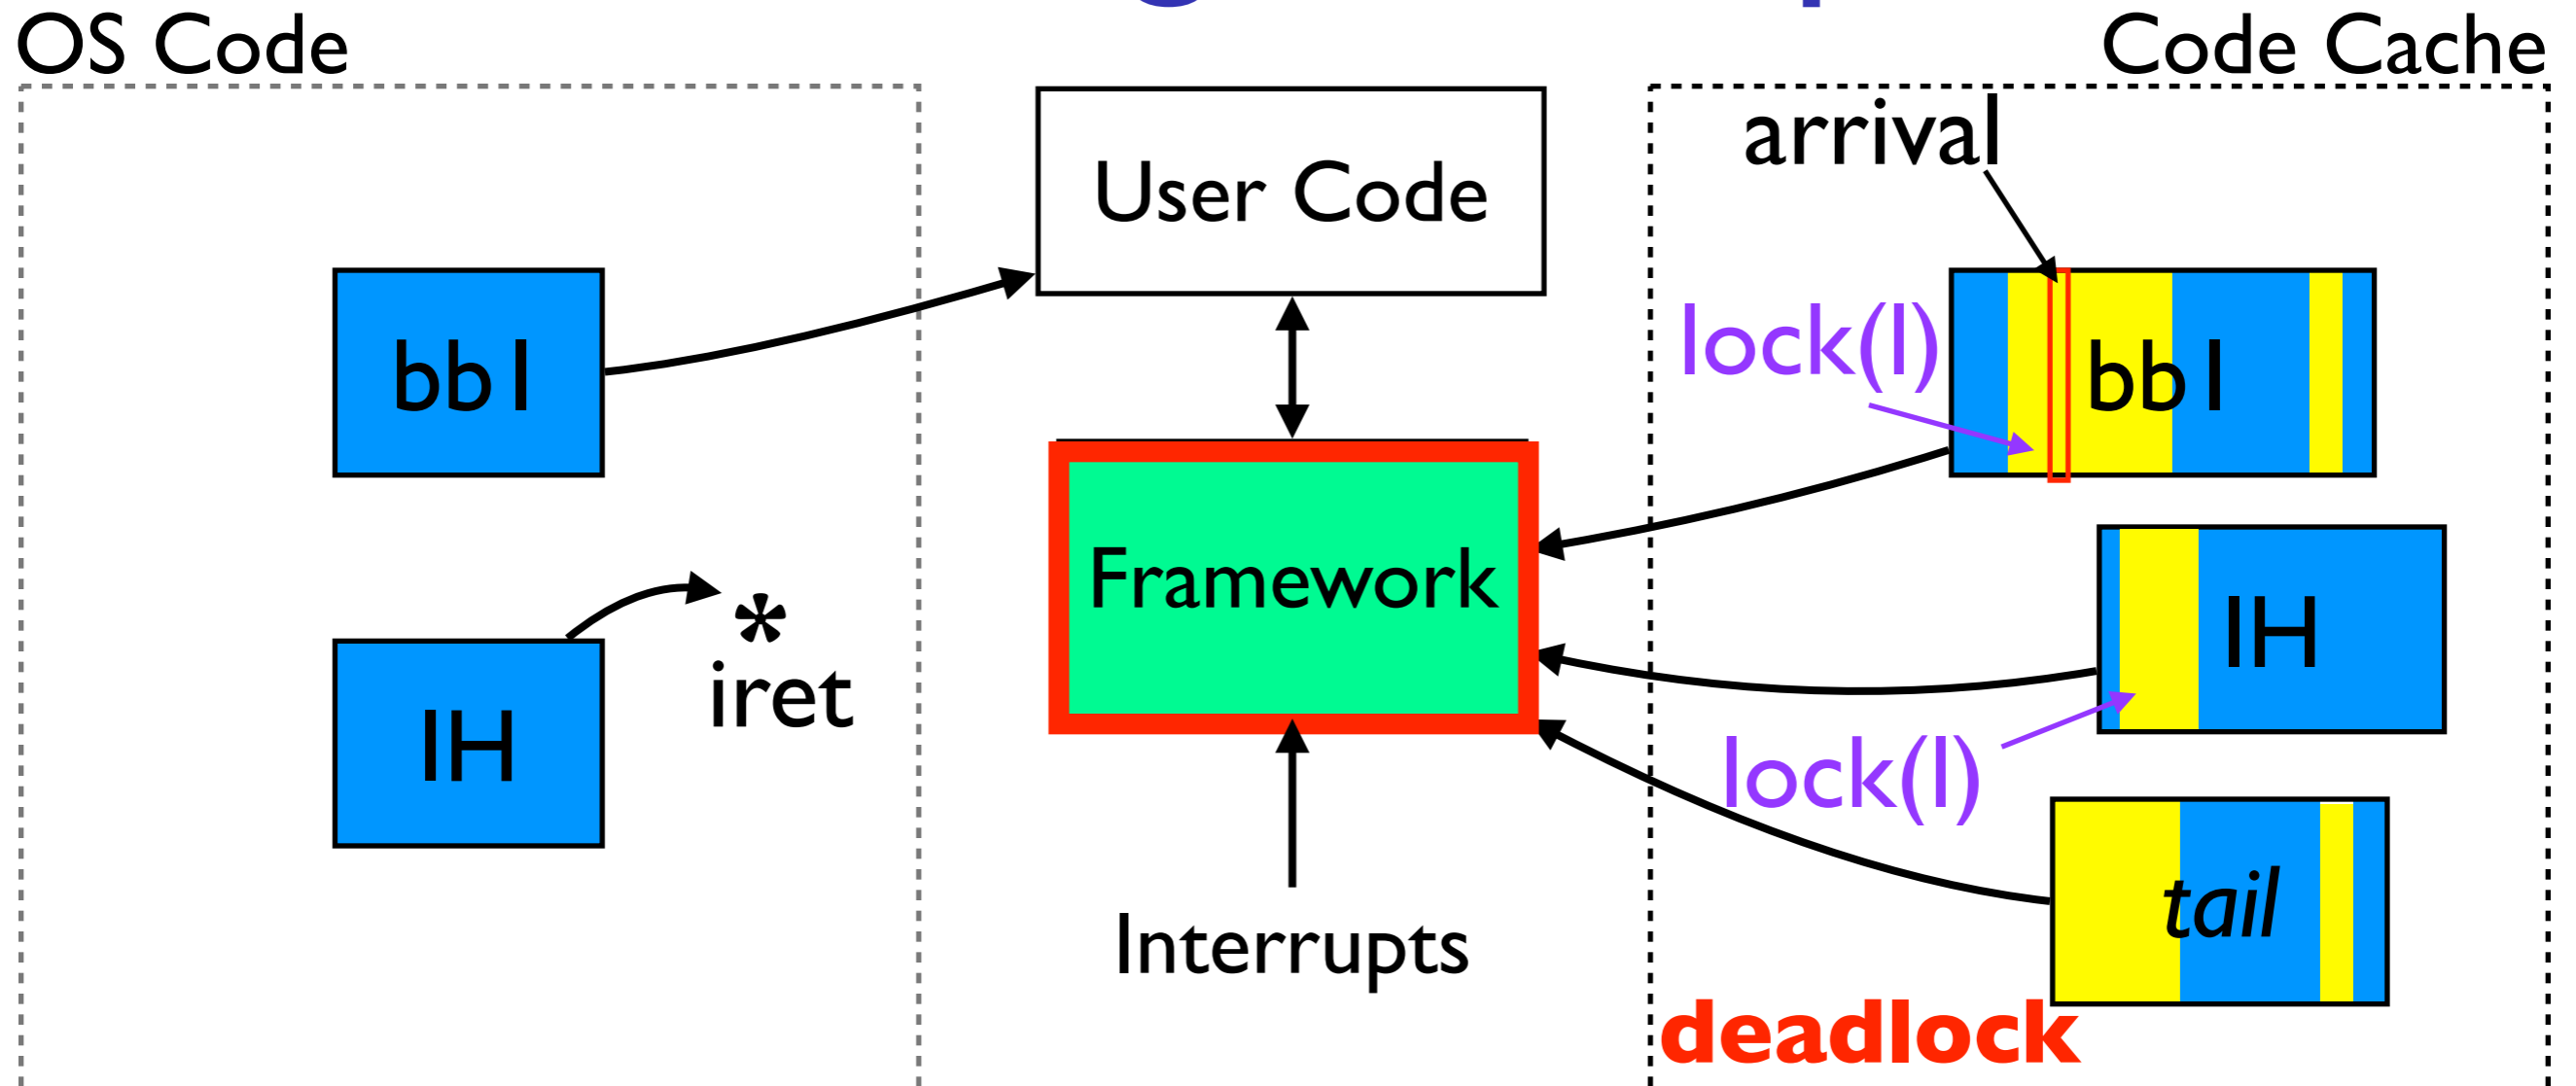 OS Code
Code Cache
arrival
User Code
lock(l)
bb1
bb1
Framework
IH
*
iret
IH
lock(l)
tail
Interrupts
deadlock